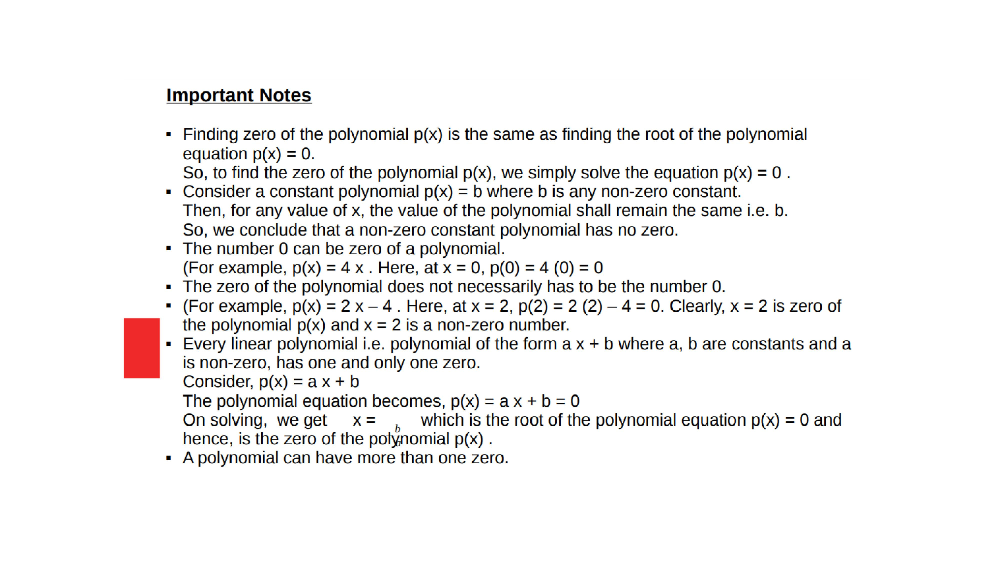 Important Notes
▪ Finding zero of the polynomial p(x) is the same as finding the root of the polynomial
equation p(x) = 0.
So, to find the zero of the polynomial p(x), we simply solve the equation p(x) = 0 .
▪ Consider a constant polynomial p(x) = b where b is any non-zero constant.
Then, for any value of x, the value of the polynomial shall remain the same i.e. b.
So, we conclude that a non-zero constant polynomial has no zero.
▪ The number 0 can be zero of a polynomial.
(For example, p(x) = 4 x . Here, at x = 0, p(0) = 4 (0) = 0
▪ The zero of the polynomial does not necessarily has to be the number 0.
▪ (For example, p(x) = 2 x – 4 . Here, at x = 2, p(2) = 2 (2) – 4 = 0. Clearly, x = 2 is zero of
the polynomial p(x) and x = 2 is a non-zero number.
▪ Every linear polynomial i.e. polynomial of the form a x + b where a, b are constants and a
is non-zero, has one and only one zero.
Consider, p(x) = a x + b
The polynomial equation becomes, p(x) = a x + b = 0
On solving,  we get x = −b/a which is the root of the polynomial equation p(x) = 0 and
hence, is the zero of the polynomial p(x) .
▪ A polynomial can have more than one zero.